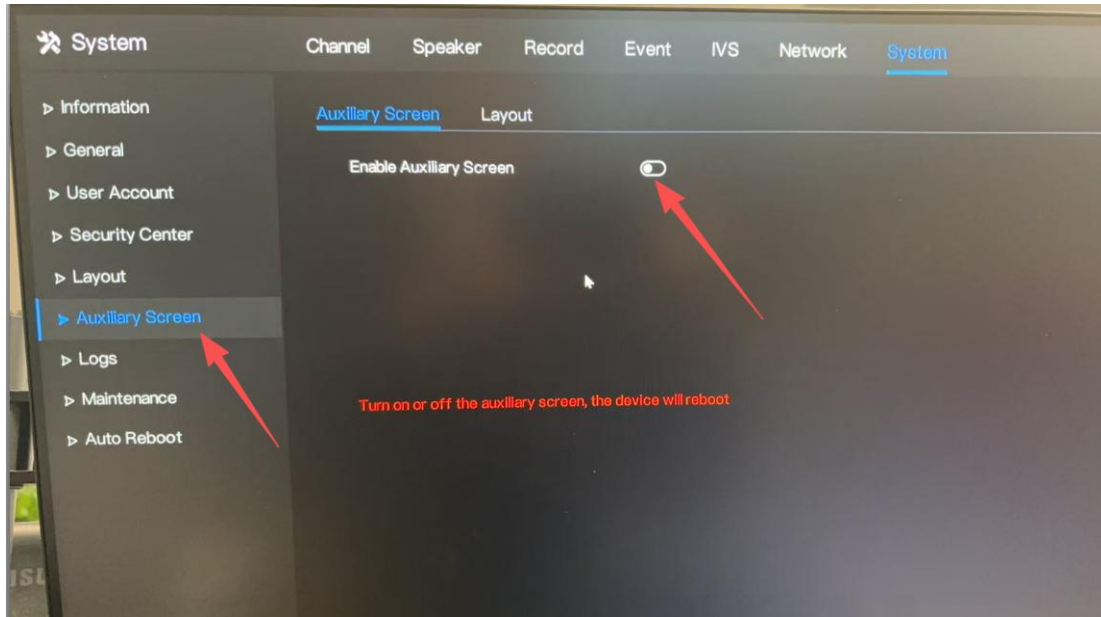 System
Channel Speaker Record Event IVS Network System
Information
General
User Account
Security Center
Layout
Auxiliary Screen
Logs
Maintenance
Auto Reboot
Auxiliary Screen Layout
Enable Auxiliary Screen
Turn on or off the auxiliary screen, the device will reboot